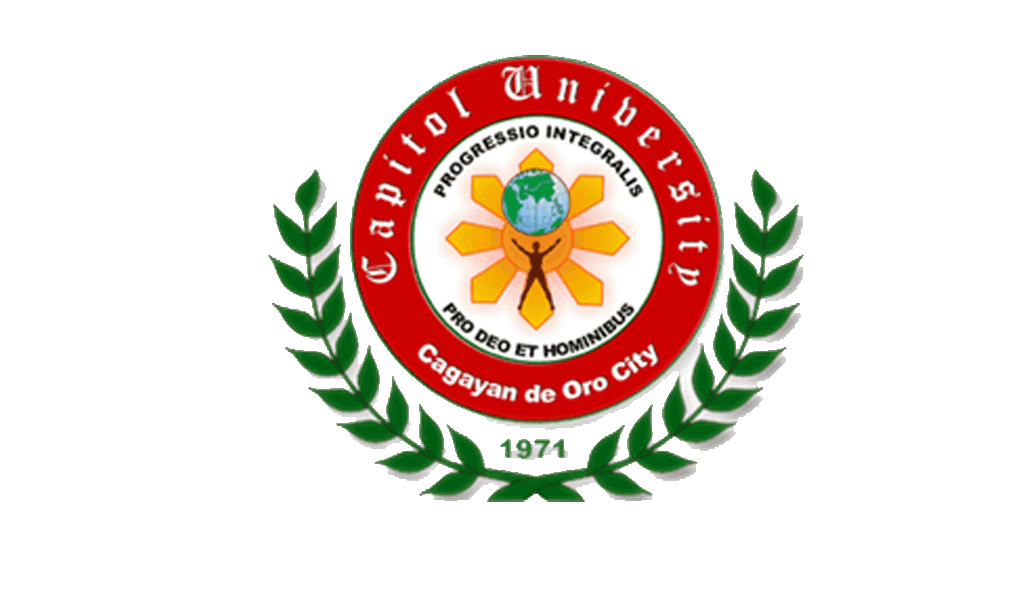 Capitol University
PROGRESSIO INTEGRALIS
PRO DEO ET HOMINIBUS
Cagayan de Oro City
1971